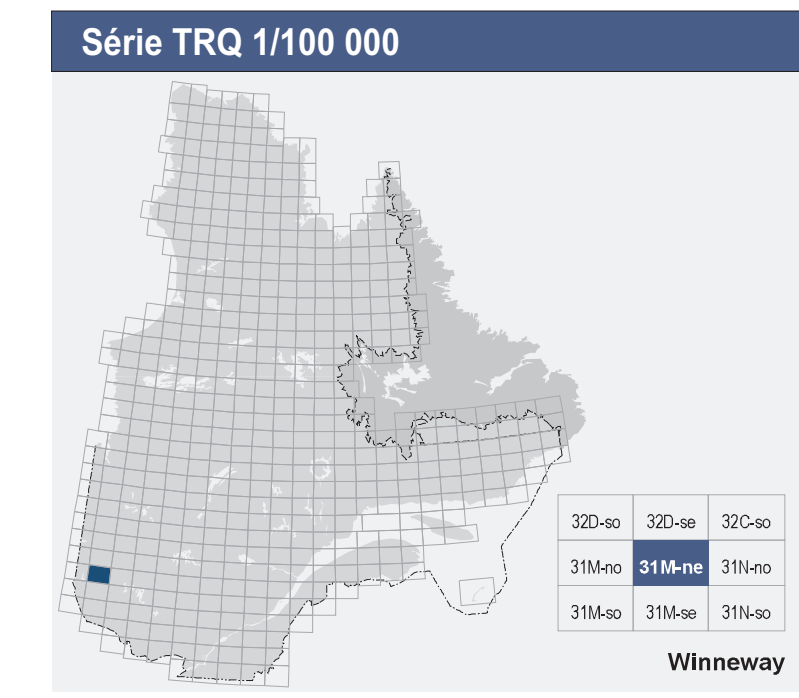 Série TRQ 1/100 000
32D-so 32D-se 32C-so
31M-no 31M-ne 31N-no
31M-so 31M-se 31N-so
Winneway